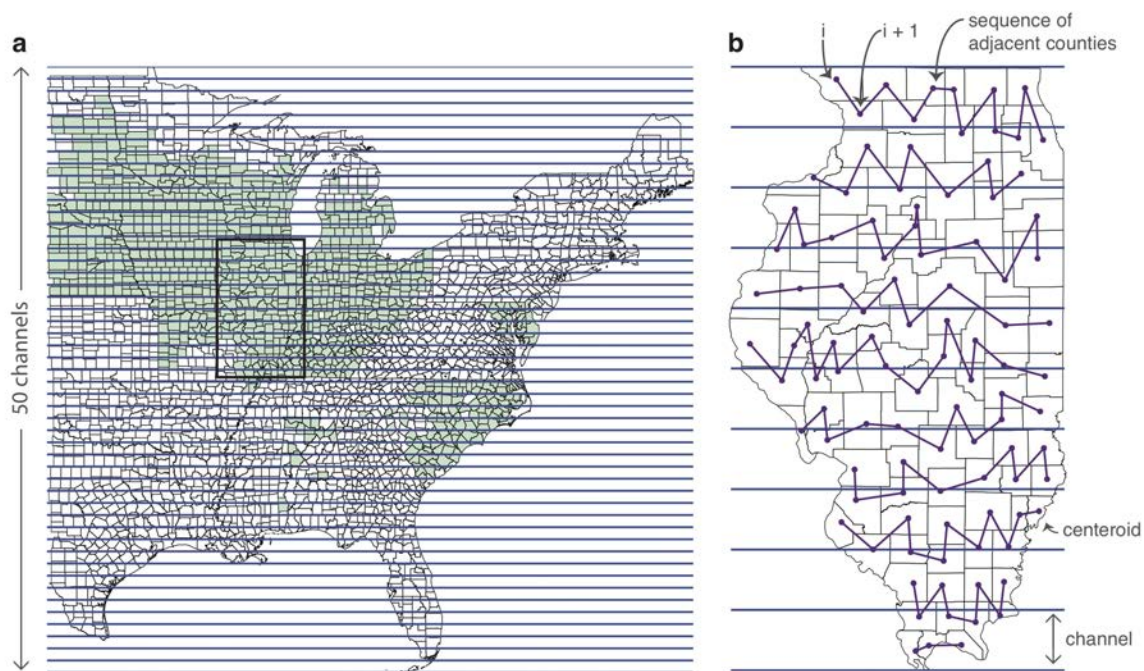 a
50 channels
b
i
i + 1
sequence of
adjacent counties
centeroid
channel